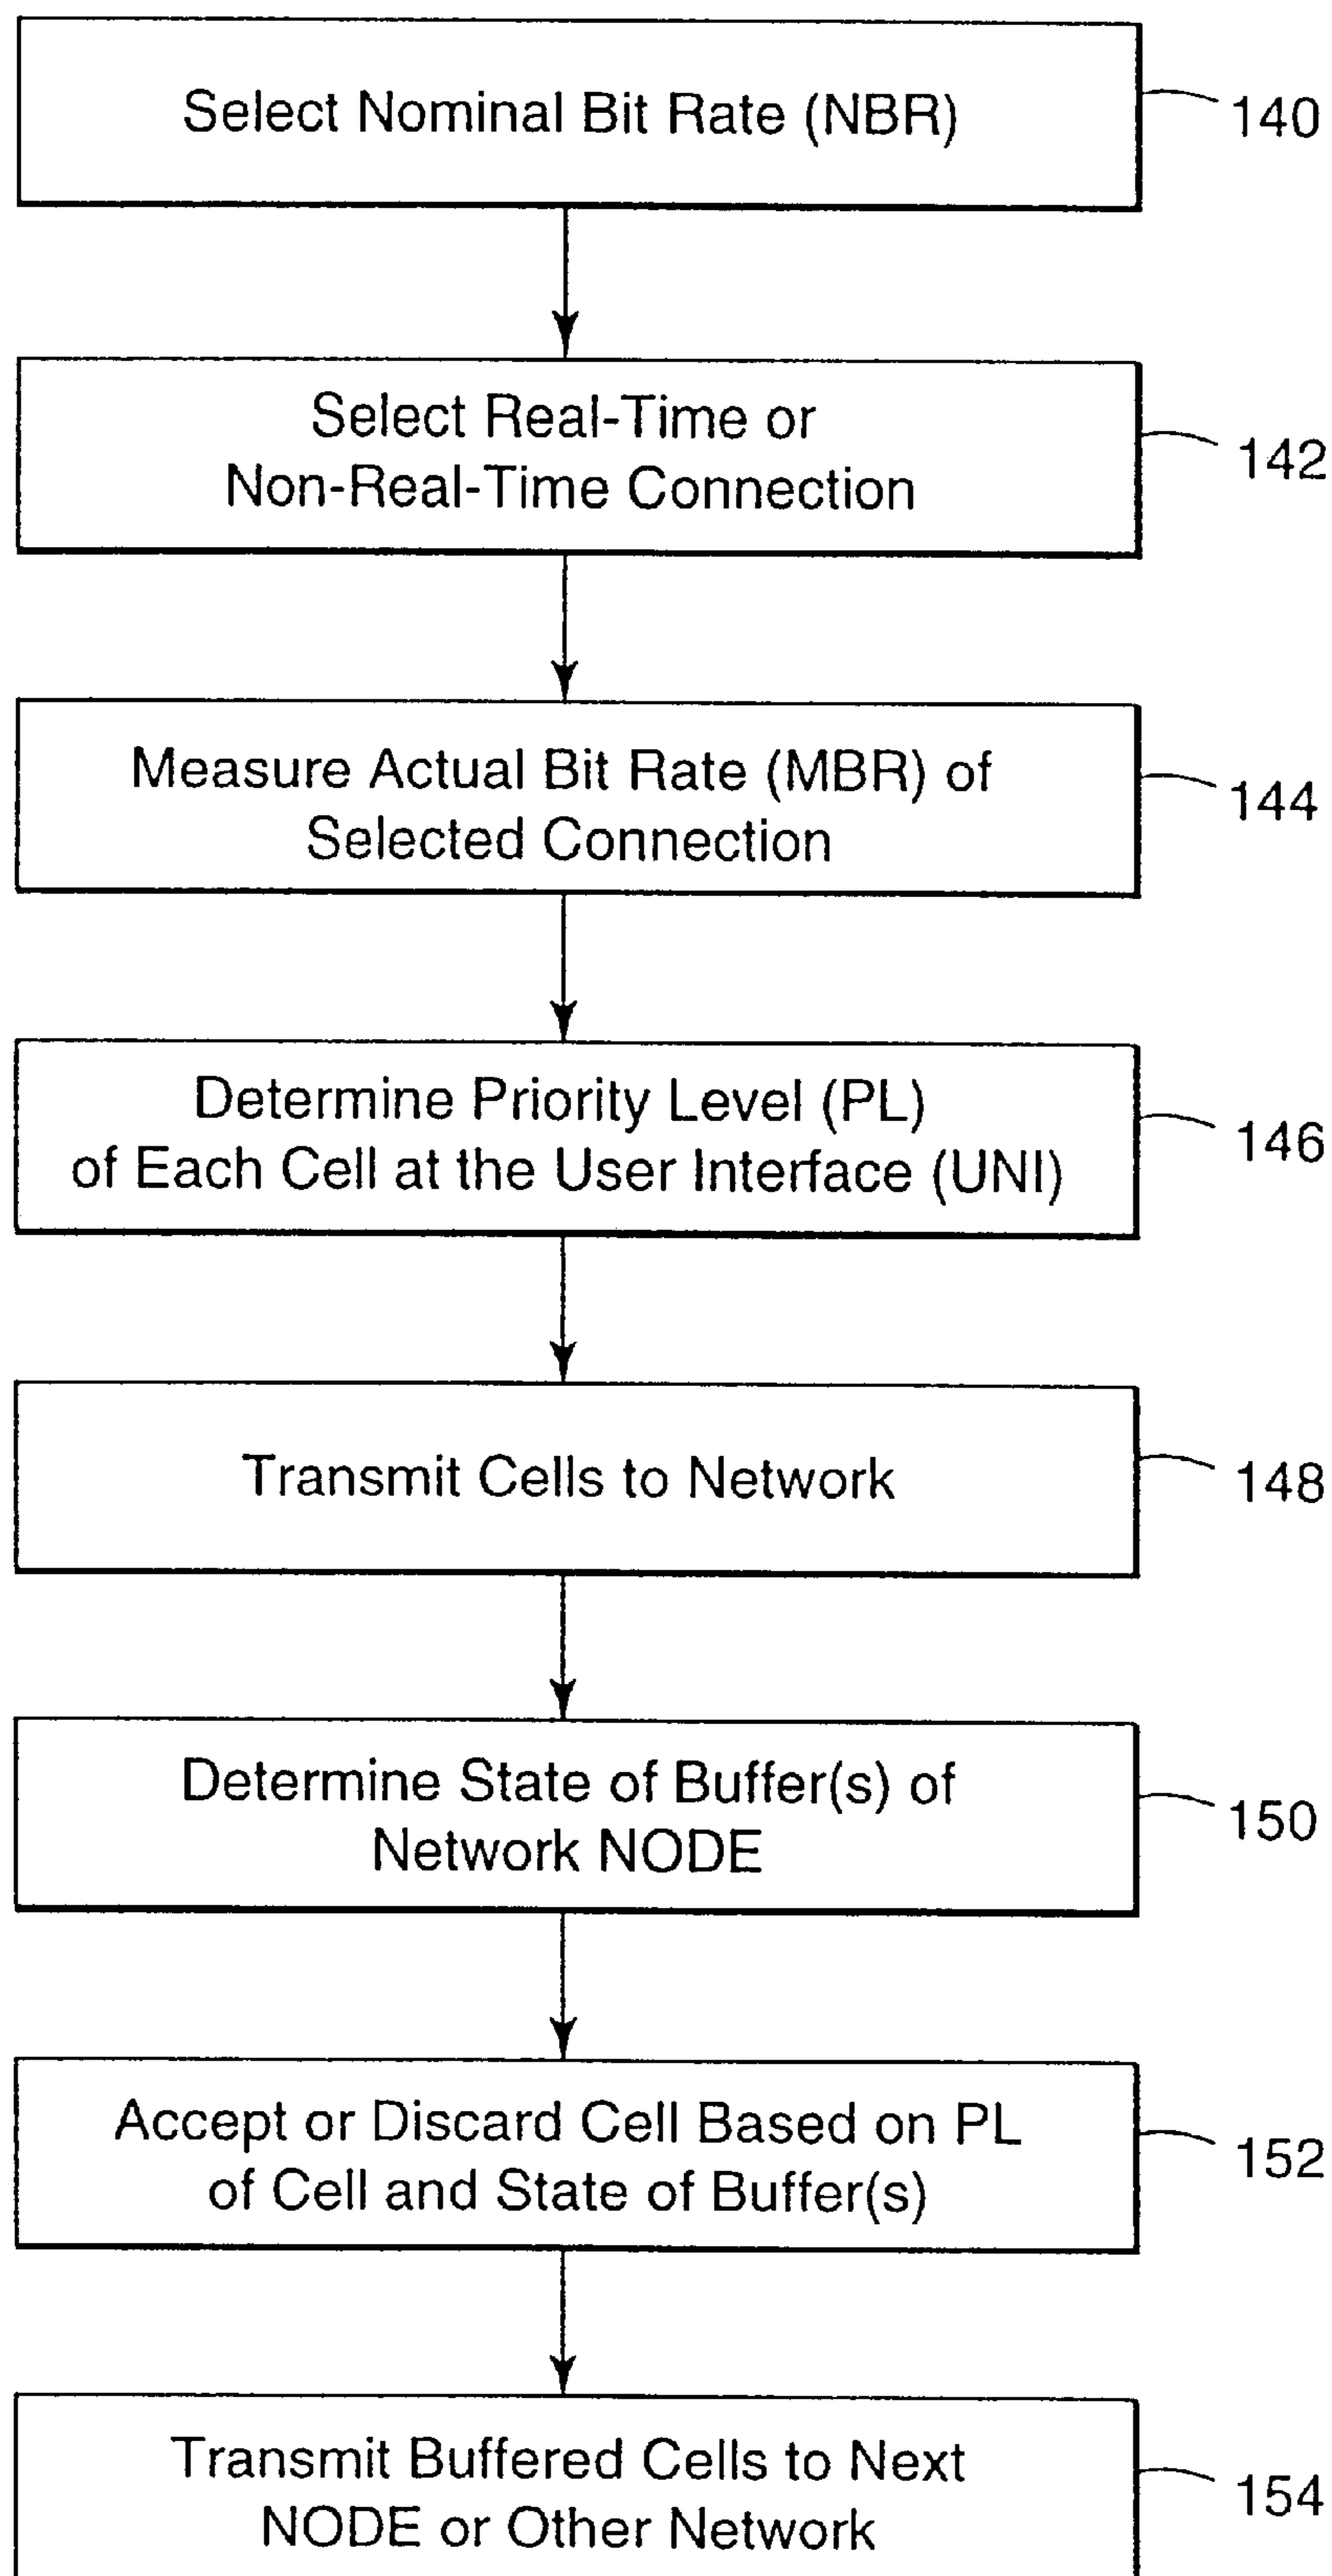 Select Nominal Bit Rate (NBR)
140
Select Real-Time or
Non-Real-Time Connection
142
Measure Actual Bit Rate (MBR) of
Selected Connection
144
Determine Priority Level (PL)
of Each Cell at the User Interface (UNI)
146
Transmit Cells to Network
148
Determine State of Buffer(s) of
Network NODE
150
Accept or Discard Cell Based on PL
of Cell and State of Buffer(s)
152
Transmit Buffered Cells to Next
NODE or Other Network
154